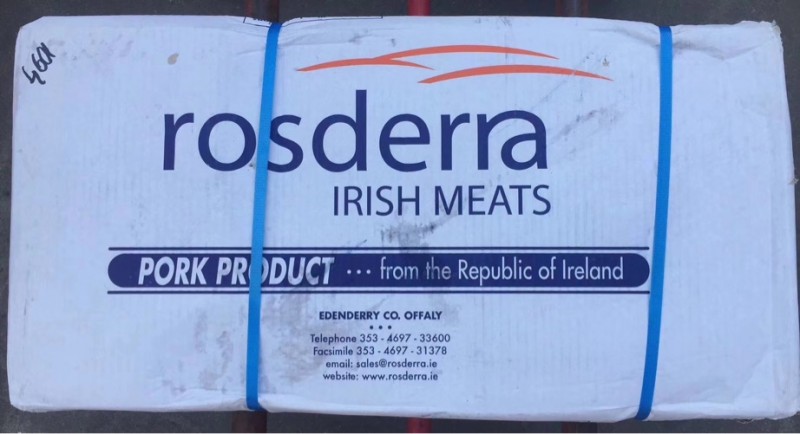 rosderra
IRISH MEATS
PORK PRODUCT ••• from the Republic of Ireland
EDENDERRY CO. OFFALY
•••
Telephone 353 - 4697 - 33600
Facsimile 353 - 4697 - 31378
email: sales@rosderra.ie
website: www.rosderra.ie